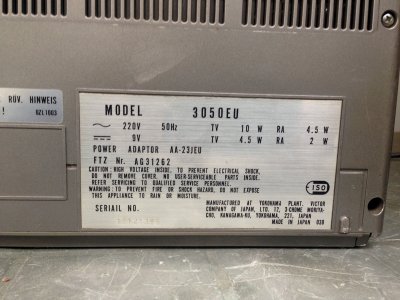 RÜV. HINWEIS
!
0ZL1003
MODEL 3050EU
220V 50Hz TV 10 W RA 4.5 W
9V TV 4.5 W RA 2 W
POWER ADAPTOR AA-23JEU
FTZ Nr. AG31262
CAUTION: HIGH VOLTAGE INSIDE. TO PREVENT ELECTRICAL SHOCK,
DO NOT REMOVE BACK COVER.
NO USER-SERVICEABLE PARTS INSIDE.
REFER SERVICING TO QUALIFIED SERVICE PERSONNEL.
WARNING: TO PREVENT FIRE OR SHOCK HAZARD, DO NOT EXPOSE
THIS APPLIANCE TO RAIN OR MOISTURE.
ISO
MANUFACTURED AT YOKOHAMA PLANT. VICTOR
COMPANY OF JAPAN, LTD. 12, 3-CHOME MORIYA-
CHO, KANAGAWA-KU, YOKOHAMA, 221, JAPAN
SERIAL NO.
MADE IN JAPAN 030